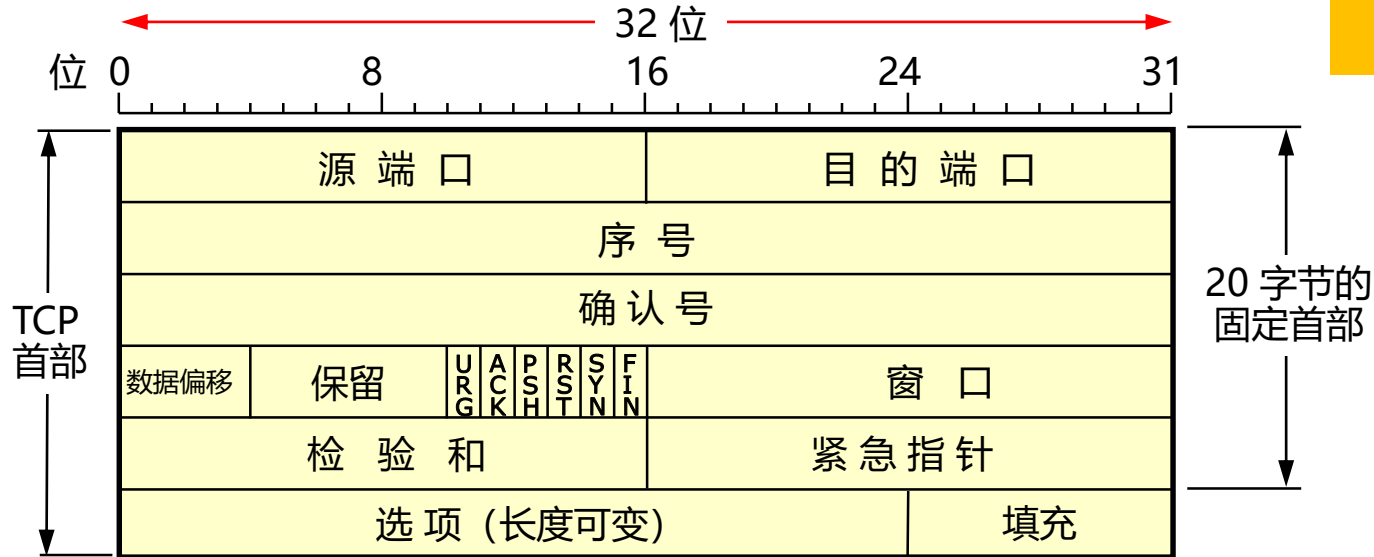 32 位
位 0 8 16 24 31
源 端 口 目 的 端 口
序 号
确 认 号
TCP
首部
20 字节的
固定首部
数据偏移 保留 URG ACK PSH RST SYN FIN 窗 口
检 验 和 紧 急 指 针
选 项 (长度可变) 填充